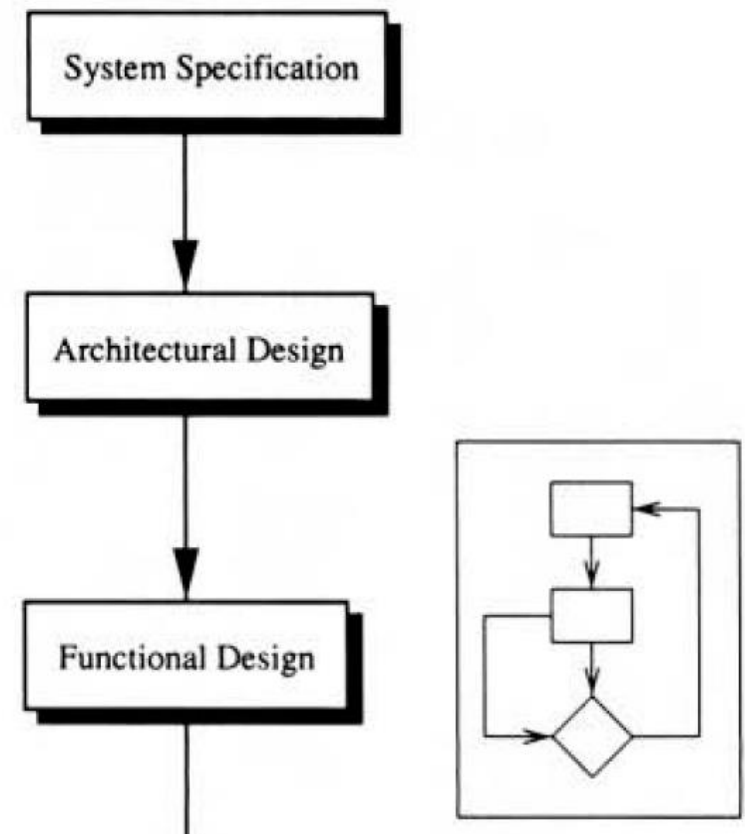 System Specification
Architectural Design
Functional Design